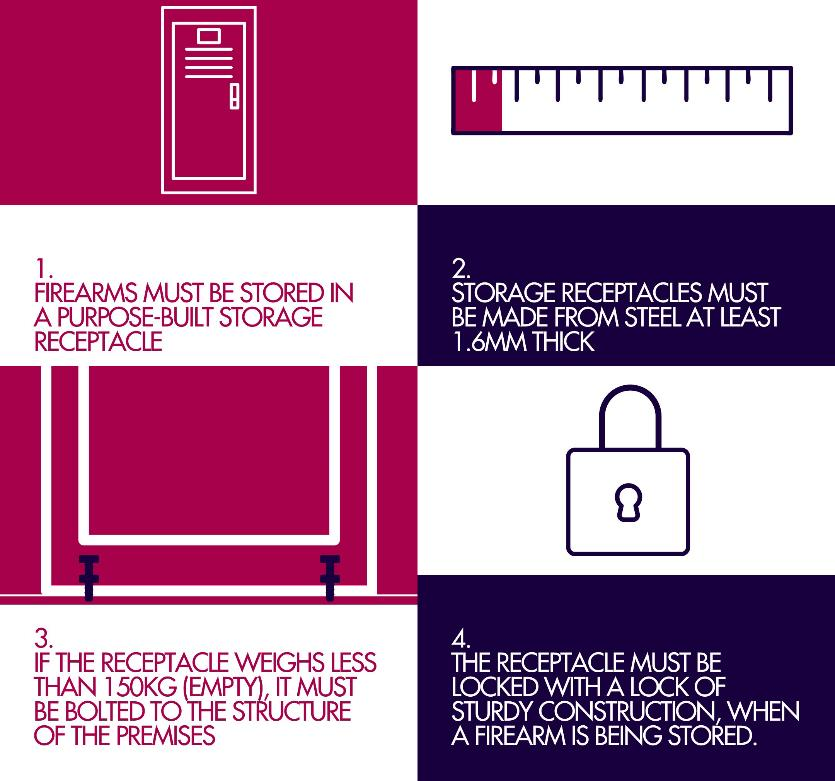 1.
FIREARMS MUST BE STORED IN
A PURPOSE-BUILT STORAGE
RECEPTACLE
2.
STORAGE RECEPTACLES MUST
BE MADE FROM STEEL AT LEAST
1.6MM THICK
3.
IF THE RECEPTACLE WEIGHS LESS
THAN 150KG (EMPTY), IT MUST
BE BOLTED TO THE STRUCTURE
OF THE PREMISES
4.
THE RECEPTACLE MUST BE
LOCKED WITH A LOCK OF
STURDY CONSTRUCTION, WHEN
A FIREARM IS BEING STORED.